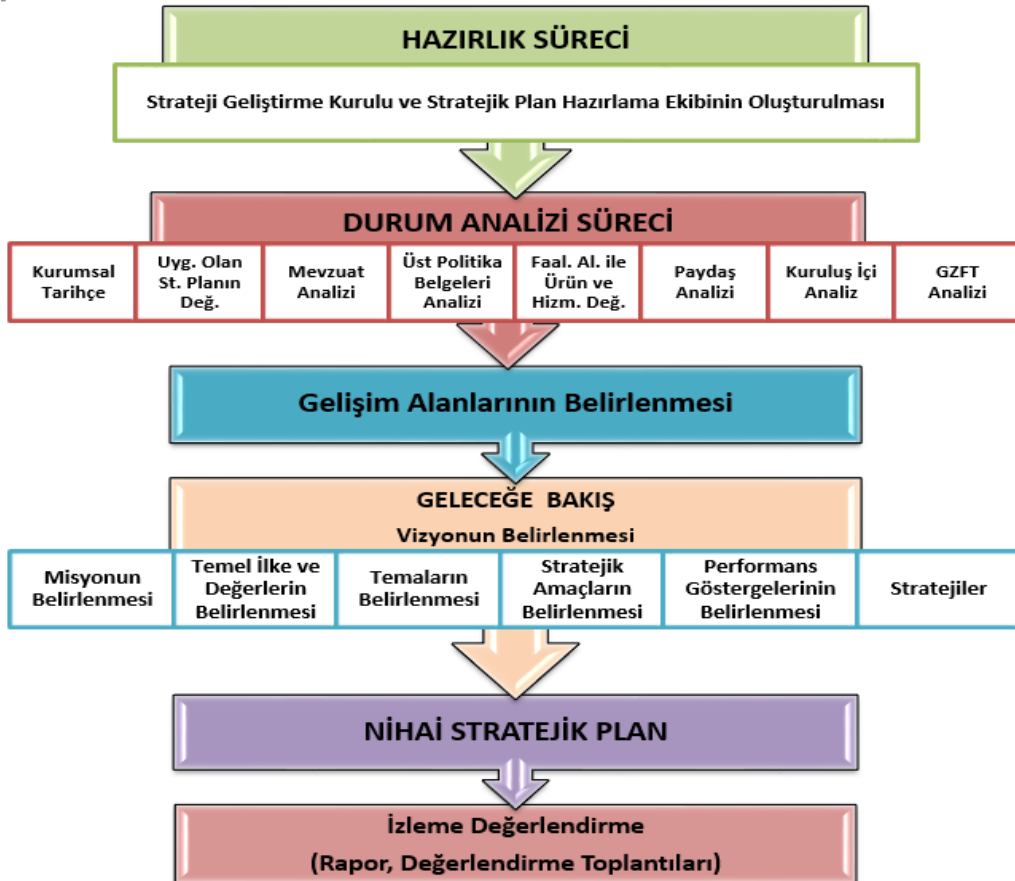 HAZIRLIK SÜRECİ
Strateji Geliştirme Kurulu ve Stratejik Plan Hazırlama Ekibinin Oluşturulması
DURUM ANALİZİ SÜRECİ
Kurumsal
Tarihçe
Uyg. Olan
St. Planın
Değ.
Mevzuat
Analizi
Üst Politika
Belgeleri
Analizi
Faal. Al. ile
Ürün ve
Hizm. Değ.
Paydaş
Analizi
Kuruluş İçi
Analiz
GZFT
Analizi
Gelişim Alanlarının Belirlenmesi
GELECEĞE BAKIŞ
Vizyonun Belirlenmesi
Misyonun
Belirlenmesi
Temel İlke ve
Değerlerin
Belirlenmesi
Temaların
Belirlenmesi
Stratejik
Amaçların
Belirlenmesi
Performans
Göstergelerinin
Belirlenmesi
Stratejiler
NİHAİ STRATEJİK PLAN
İzleme Değerlendirme
(Rapor, Değerlendirme Toplantıları)